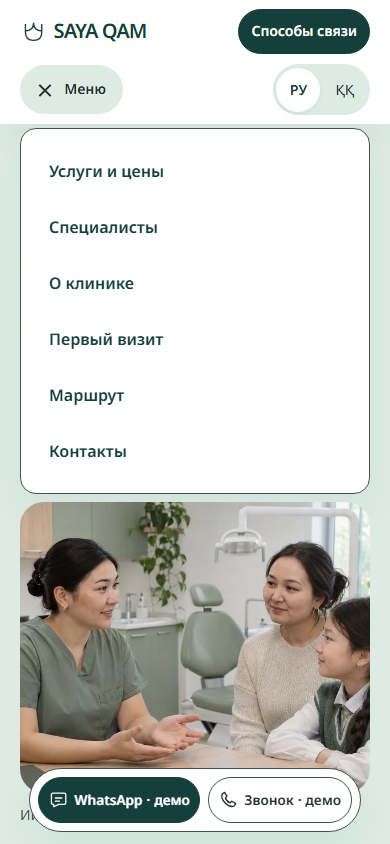 SAYA QAM
Способы связи
Меню
РУ
ҚҚ
Услуги и цены
Специалисты
О клинике
Первый визит
Маршрут
Контакты
WhatsApp · демо
Звонок · демо